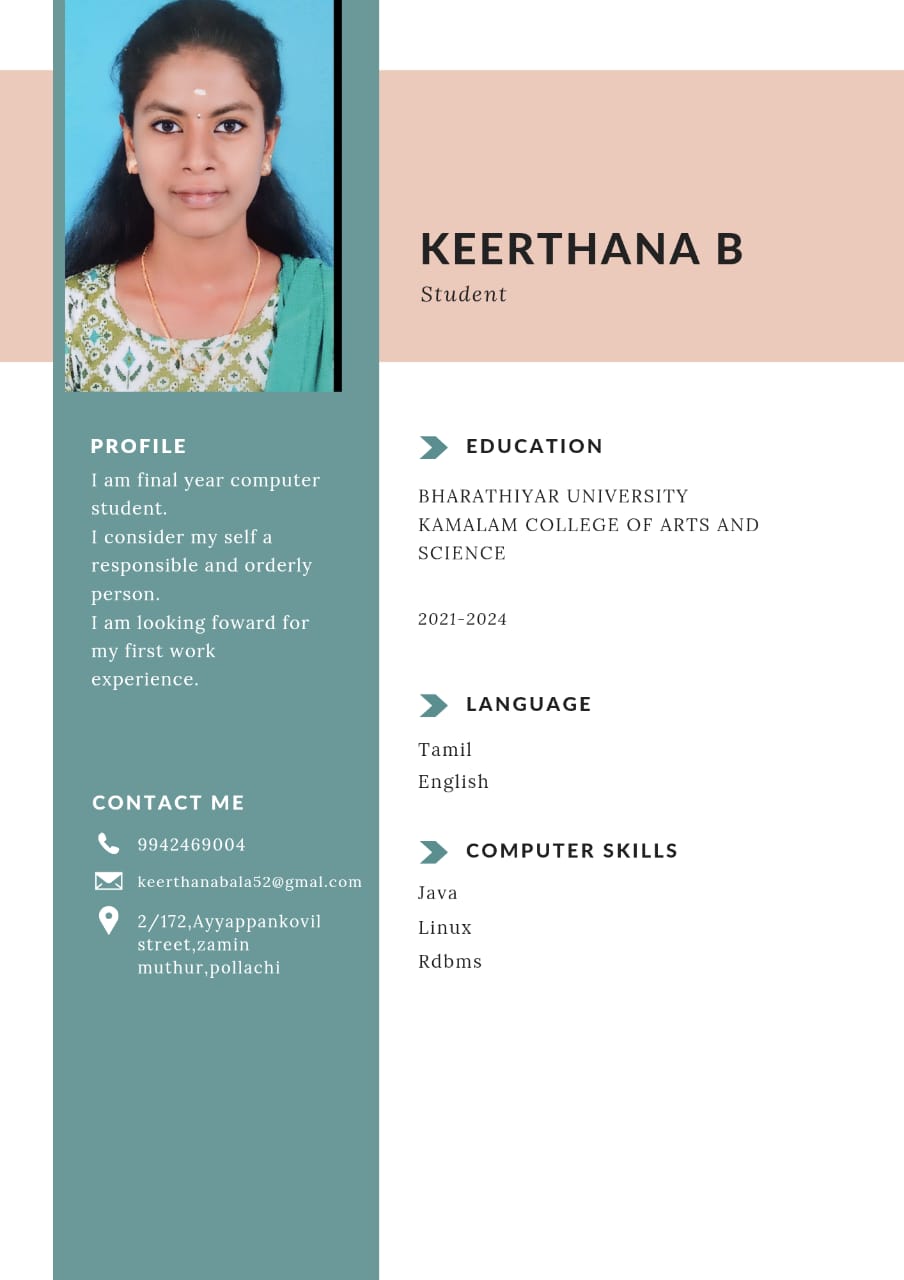 KEERTHANA B
Student
PROFILE
I am final year computer
student.
I consider my self a
responsible and orderly
person.
I am looking foward for
my first work
experience.
CONTACT ME
9942469004
keerthanabala52@gmal.com
2/172,Ayyappankovil
street,zamin
muthur,pollachi
EDUCATION
BHARATHIYAR UNIVERSITY
KAMALAM COLLEGE OF ARTS AND
SCIENCE
2021-2024
LANGUAGE
Tamil
English
COMPUTER SKILLS
Java
Linux
Rdbms